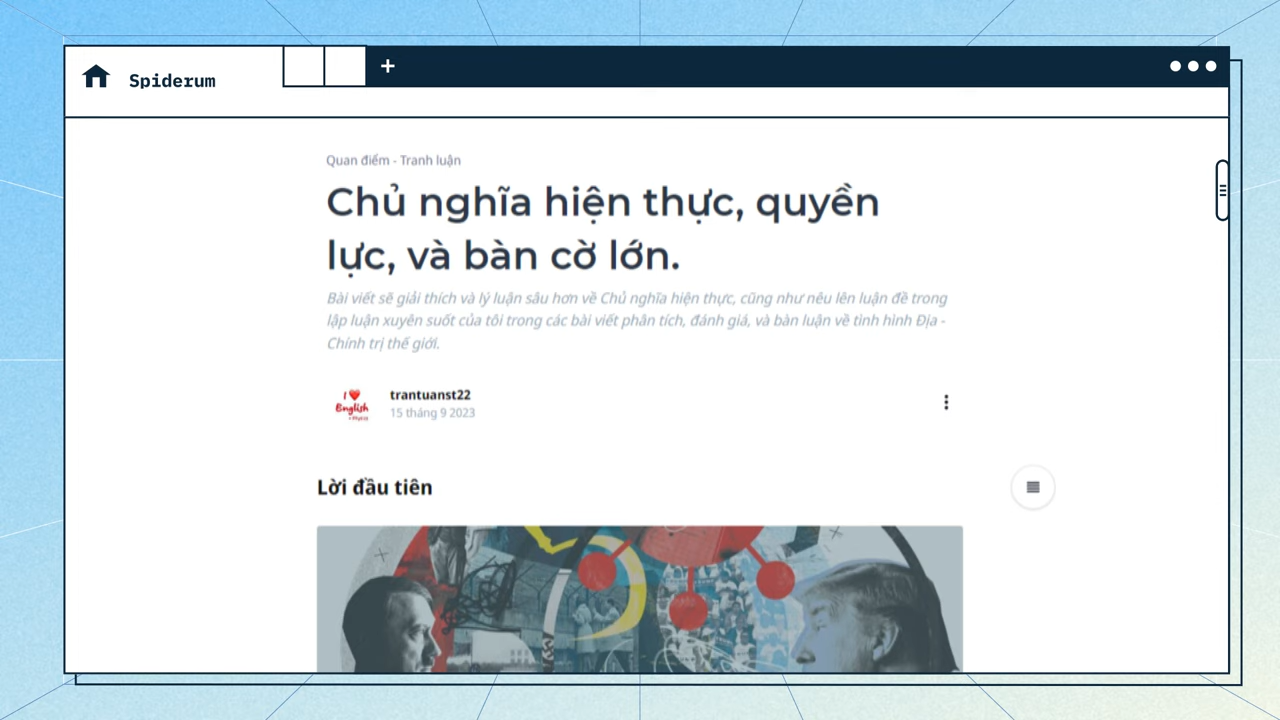 Spiderum
Quan điểm - Tranh luận
Chủ nghĩa hiện thực, quyền
lực, và bàn cờ lớn.
Bài viết sẽ giải thích và lý luận sâu hơn về Chủ nghĩa hiện thực, cũng như nêu lên luận đề trong
lập luận xuyên suốt của tôi trong các bài viết phân tích, đánh giá, và bàn luận về tình hình Địa -
Chính trị thế giới.
I
English
trantuanst22
15 tháng 9 2023
Lời đầu tiên